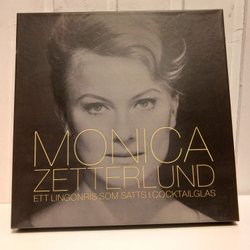 MONICA
ZETTERLUND
ETT LINGONRIS SOM SATTS I COCKTAILGLAS